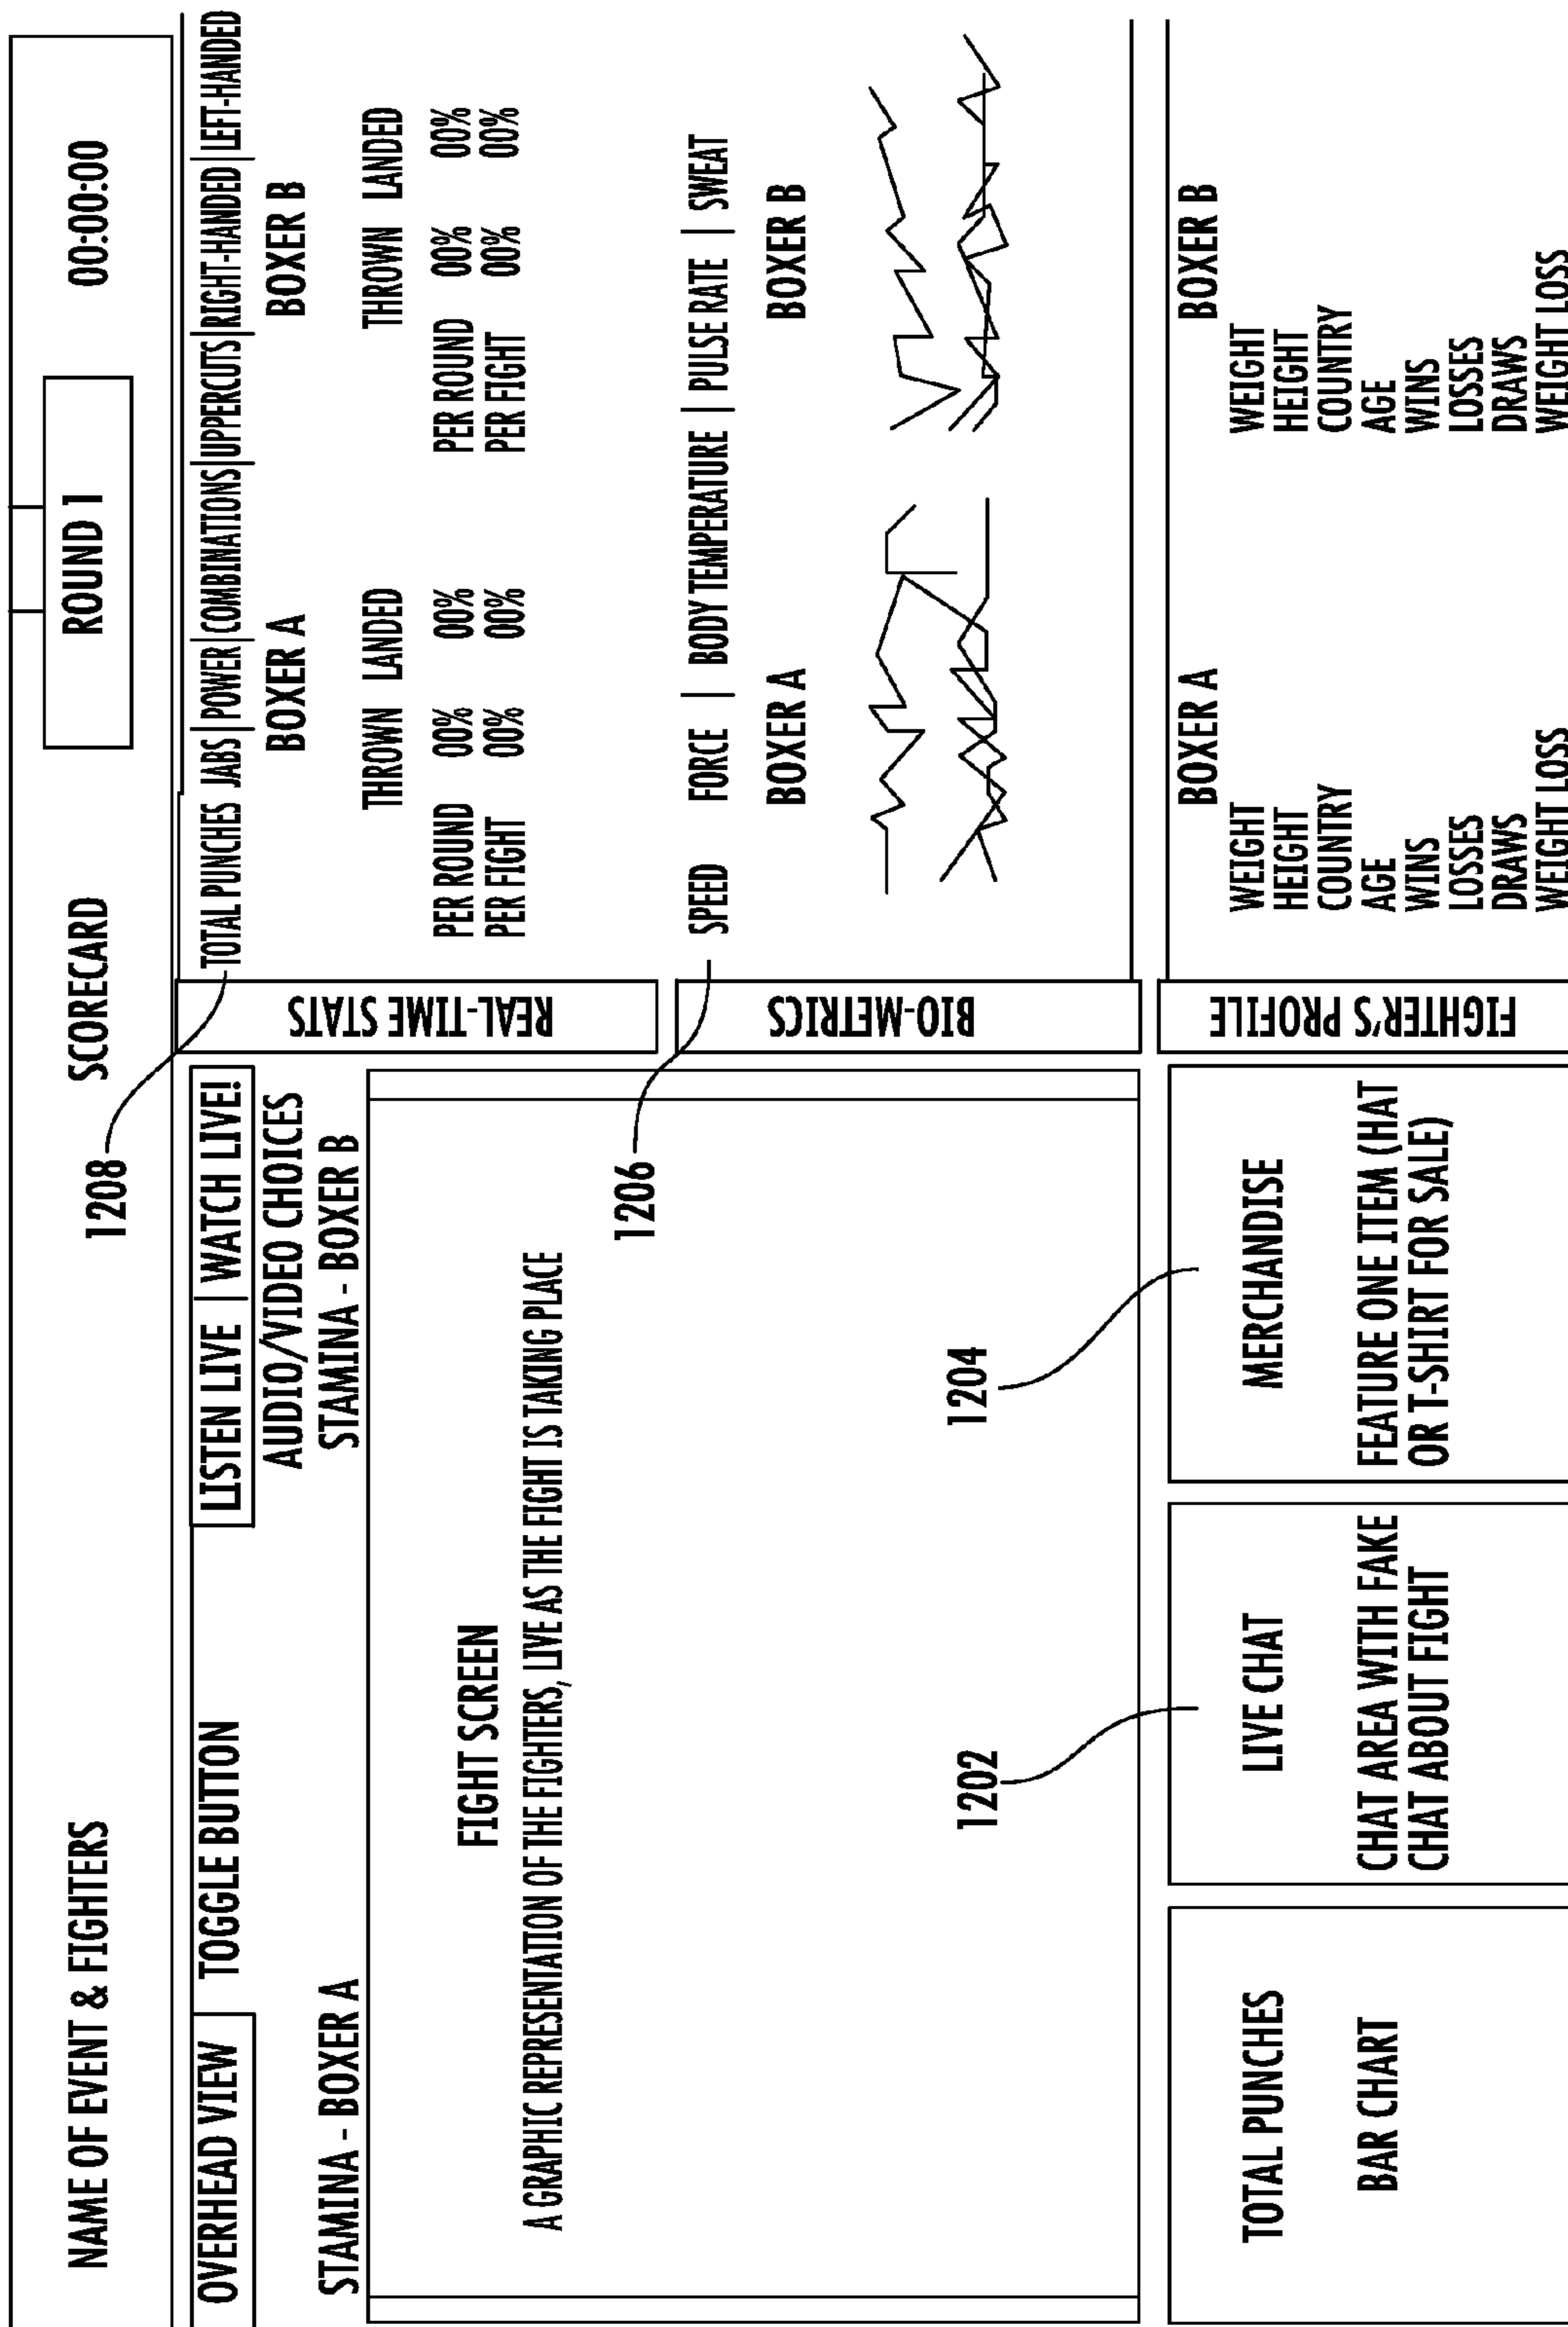 NAME OF EVENT & FIGHTERS
SCORECARD
ROUND 1
00:00:00
OVERHEAD VIEW
TOGGLE BUTTON
LISTEN LIVE | WATCH LIVE!
AUDIO/VIDEO CHOICES
STAMINA - BOXER A
STAMINA - BOXER B
FIGHT SCREEN
A GRAPHIC REPRESENTATION OF THE FIGHTERS, LIVE AS THE FIGHT IS TAKING PLACE
1208
1206
1204
1202
TOTAL PUNCHES
BAR CHART
LIVE CHAT
CHAT AREA WITH FAKE
CHAT ABOUT FIGHT
MERCHANDISE
FEATURE ONE ITEM (HAT
OR T-SHIRT FOR SALE)
REAL-TIME STATS
TOTAL PUNCHES JABS | POWER | COMBINATIONS | UPPERCUTS | RIGHT-HANDED | LEFT-HANDED
BOXER A
BOXER B
THROWN LANDED
THROWN LANDED
PER ROUND 00% 00%
PER FIGHT 00% 00%
PER ROUND 00% 00%
PER FIGHT 00% 00%
BIO-METRICS
SPEED FORCE | BODY TEMPERATURE | PULSE RATE | SWEAT
BOXER A
BOXER B
FIGHTER'S PROFILE
BOXER A
WEIGHT
HEIGHT
COUNTRY
AGE
WINS
LOSSES
DRAWS
WEIGHT LOSS
BOXER B
WEIGHT
HEIGHT
COUNTRY
AGE
WINS
LOSSES
DRAWS
WEIGHT LOSS